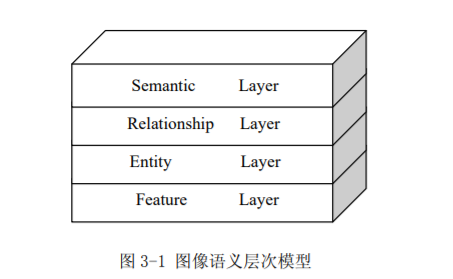 Semantic Layer
Relationship Layer
Entity Layer
Feature Layer
图 3-1 图像语义层次模型